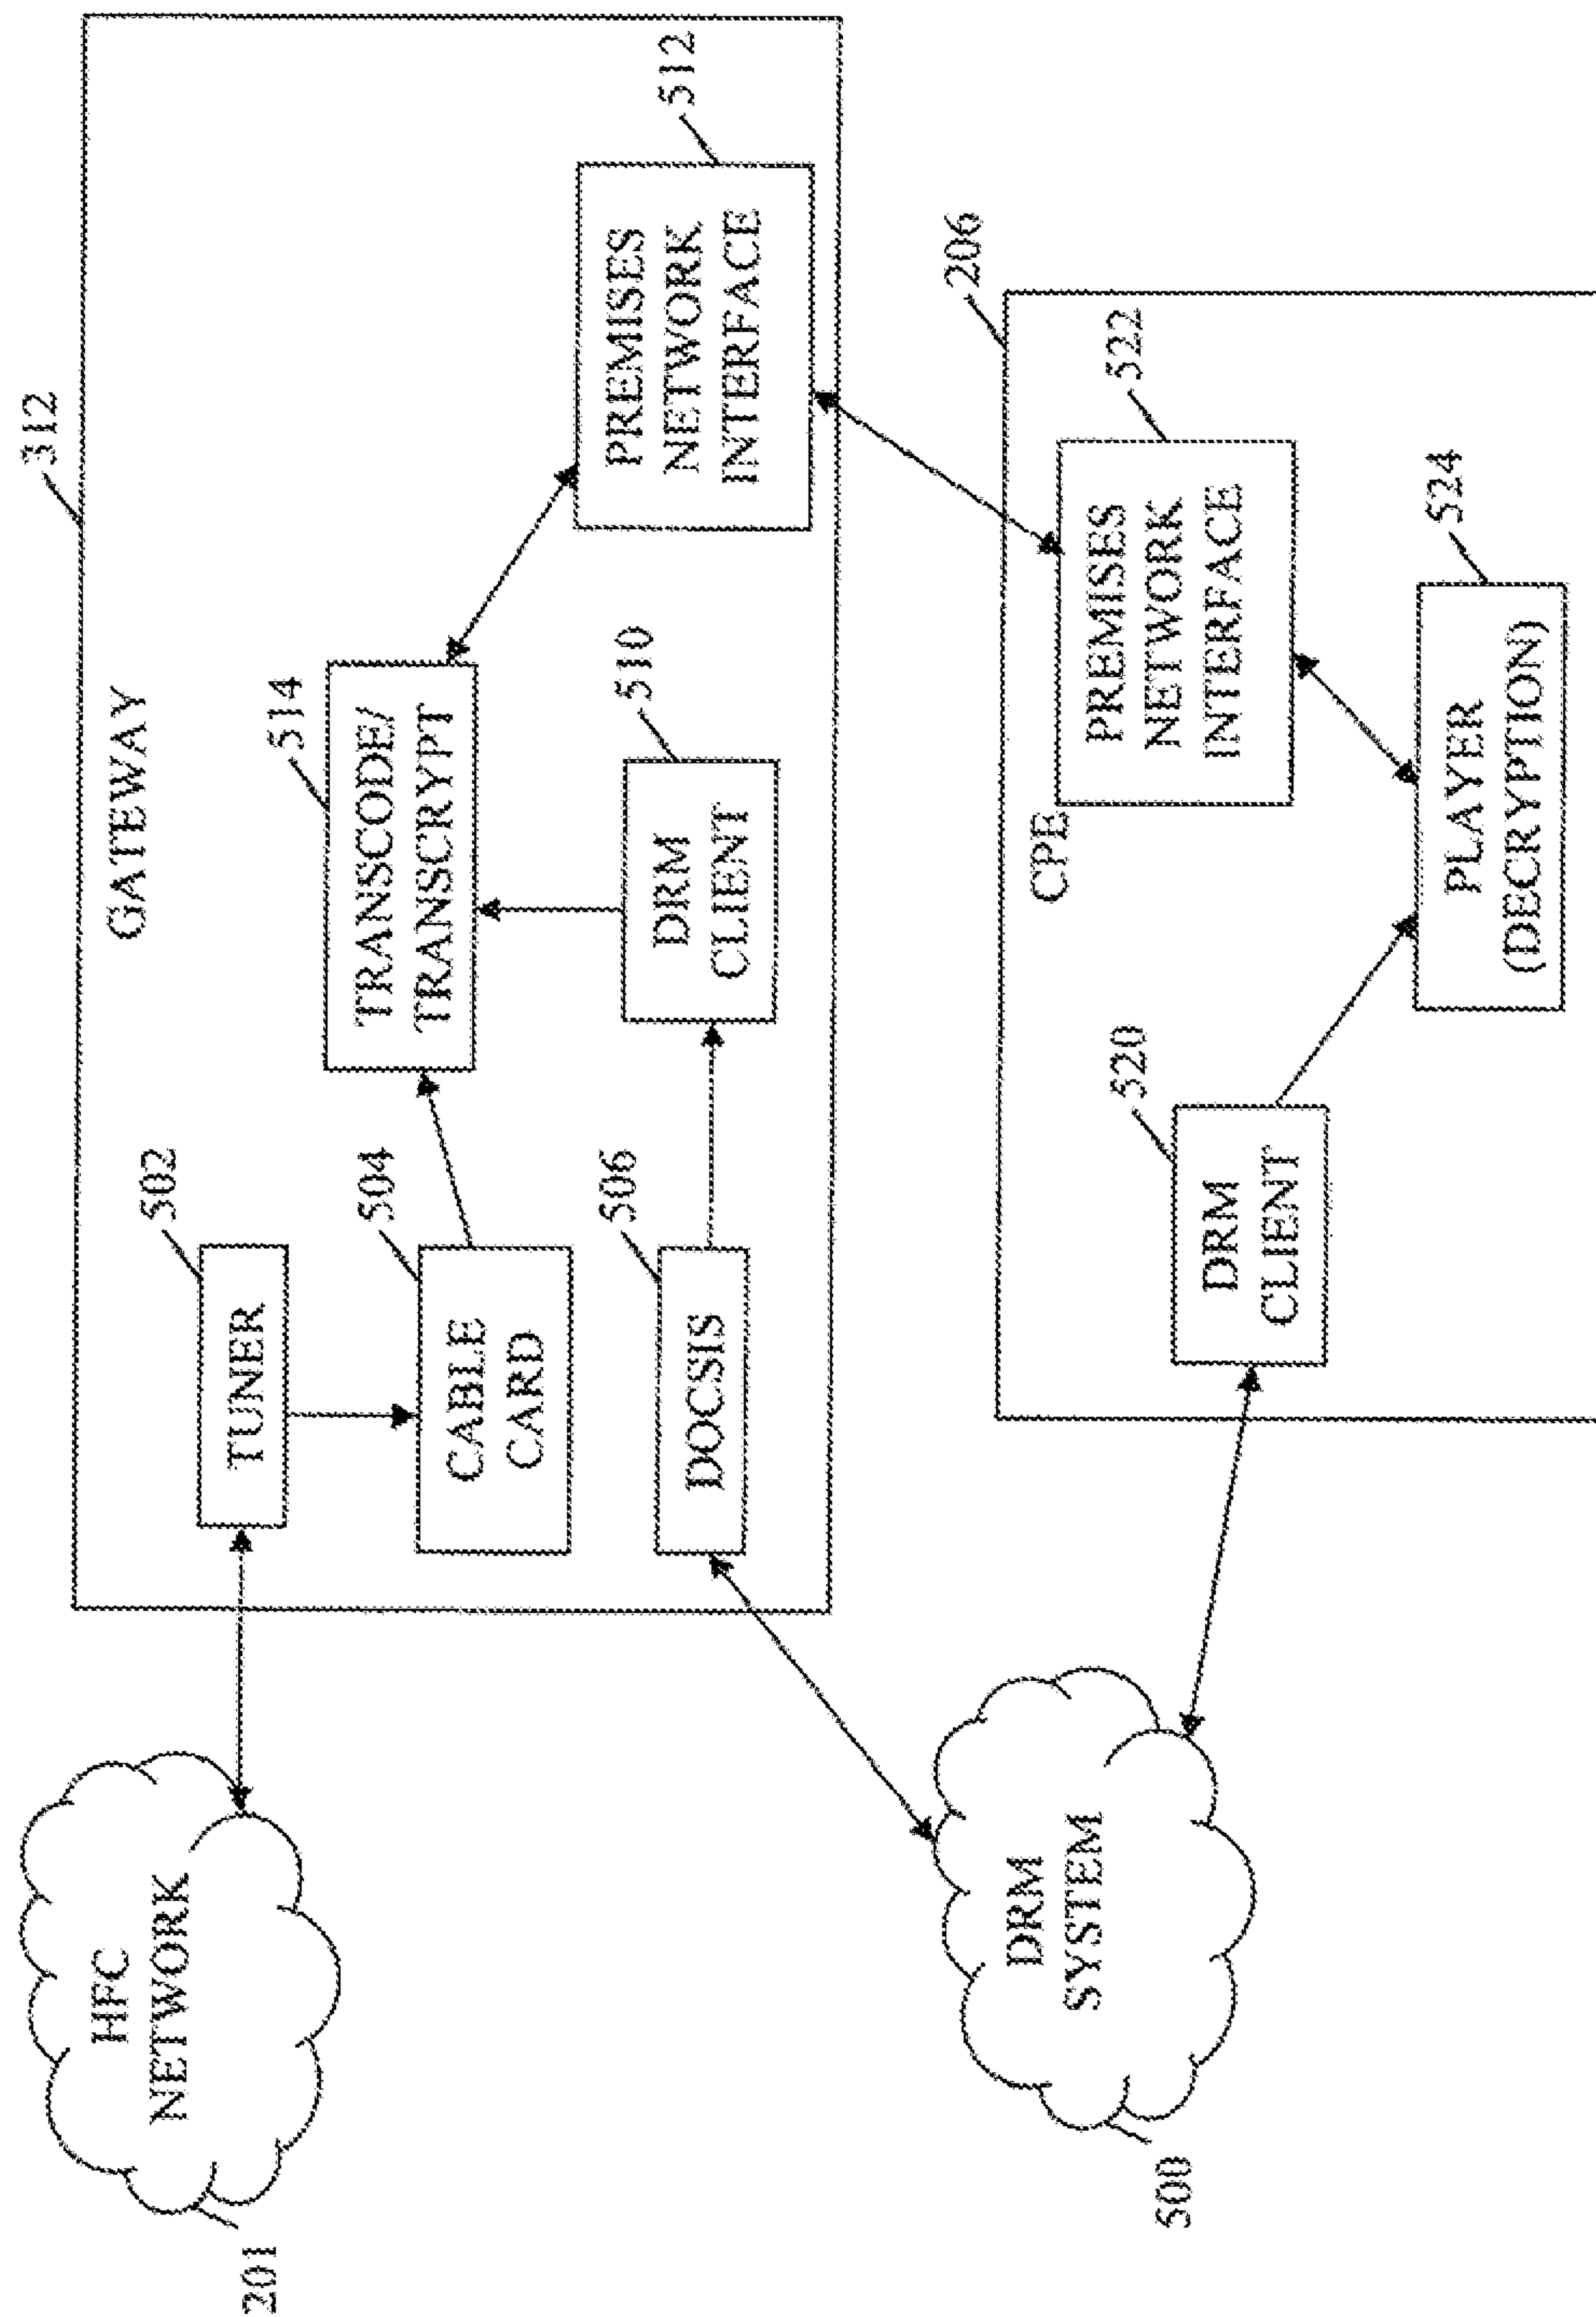 312
GATEWAY
502
TUNER
504
CABLE
CARD
506
DOCSIS
514
TRANSCODE/
TRANSCRYPT
510
DRM
CLIENT
512
PREMISES
NETWORK
INTERFACE
HFC
NETWORK
201
DRM
SYSTEM
500
206
CPE
520
DRM
CLIENT
522
PREMISES
NETWORK
INTERFACE
524
PLAYER
(DECRYPTION)